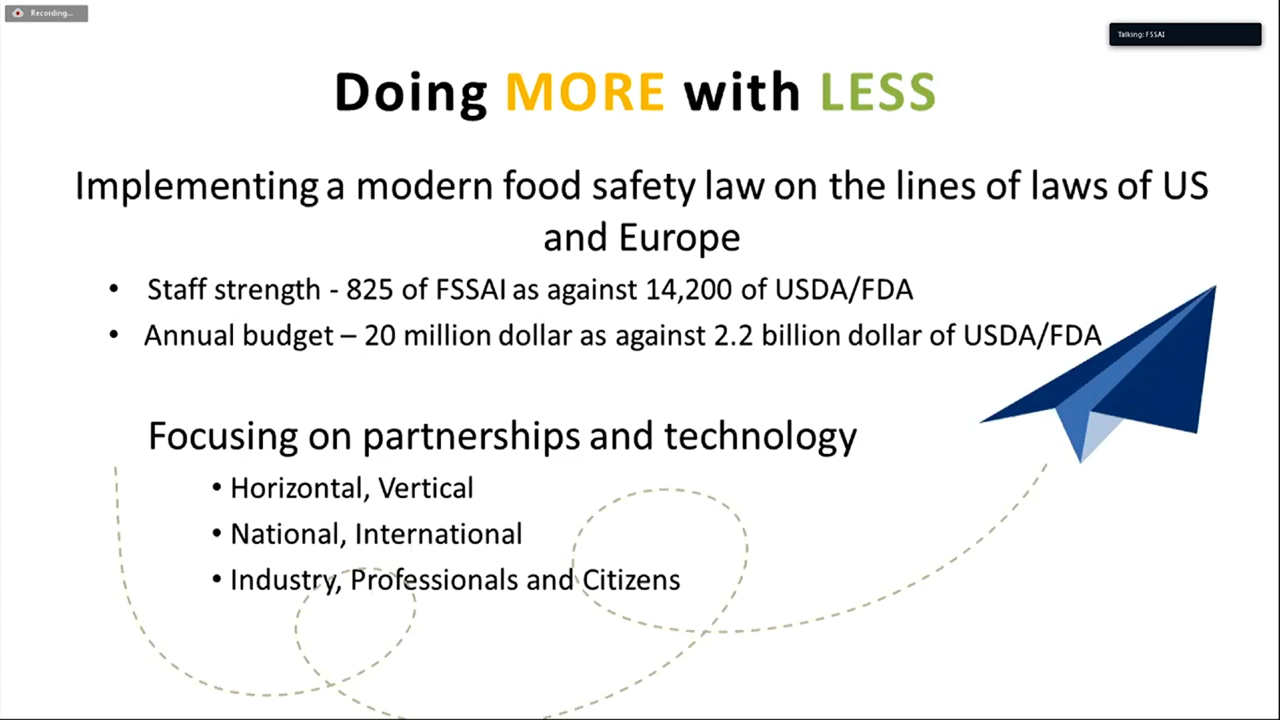 Recording...
Talking: FSSAI
Doing MORE with LESS
Implementing a modern food safety law on the lines of laws of US
and Europe
• Staff strength - 825 of FSSAI as against 14,200 of USDA/FDA
• Annual budget – 20 million dollar as against 2.2 billion dollar of USDA/FDA
Focusing on partnerships and technology
• Horizontal, Vertical
• National, International
• Industry, Professionals and Citizens